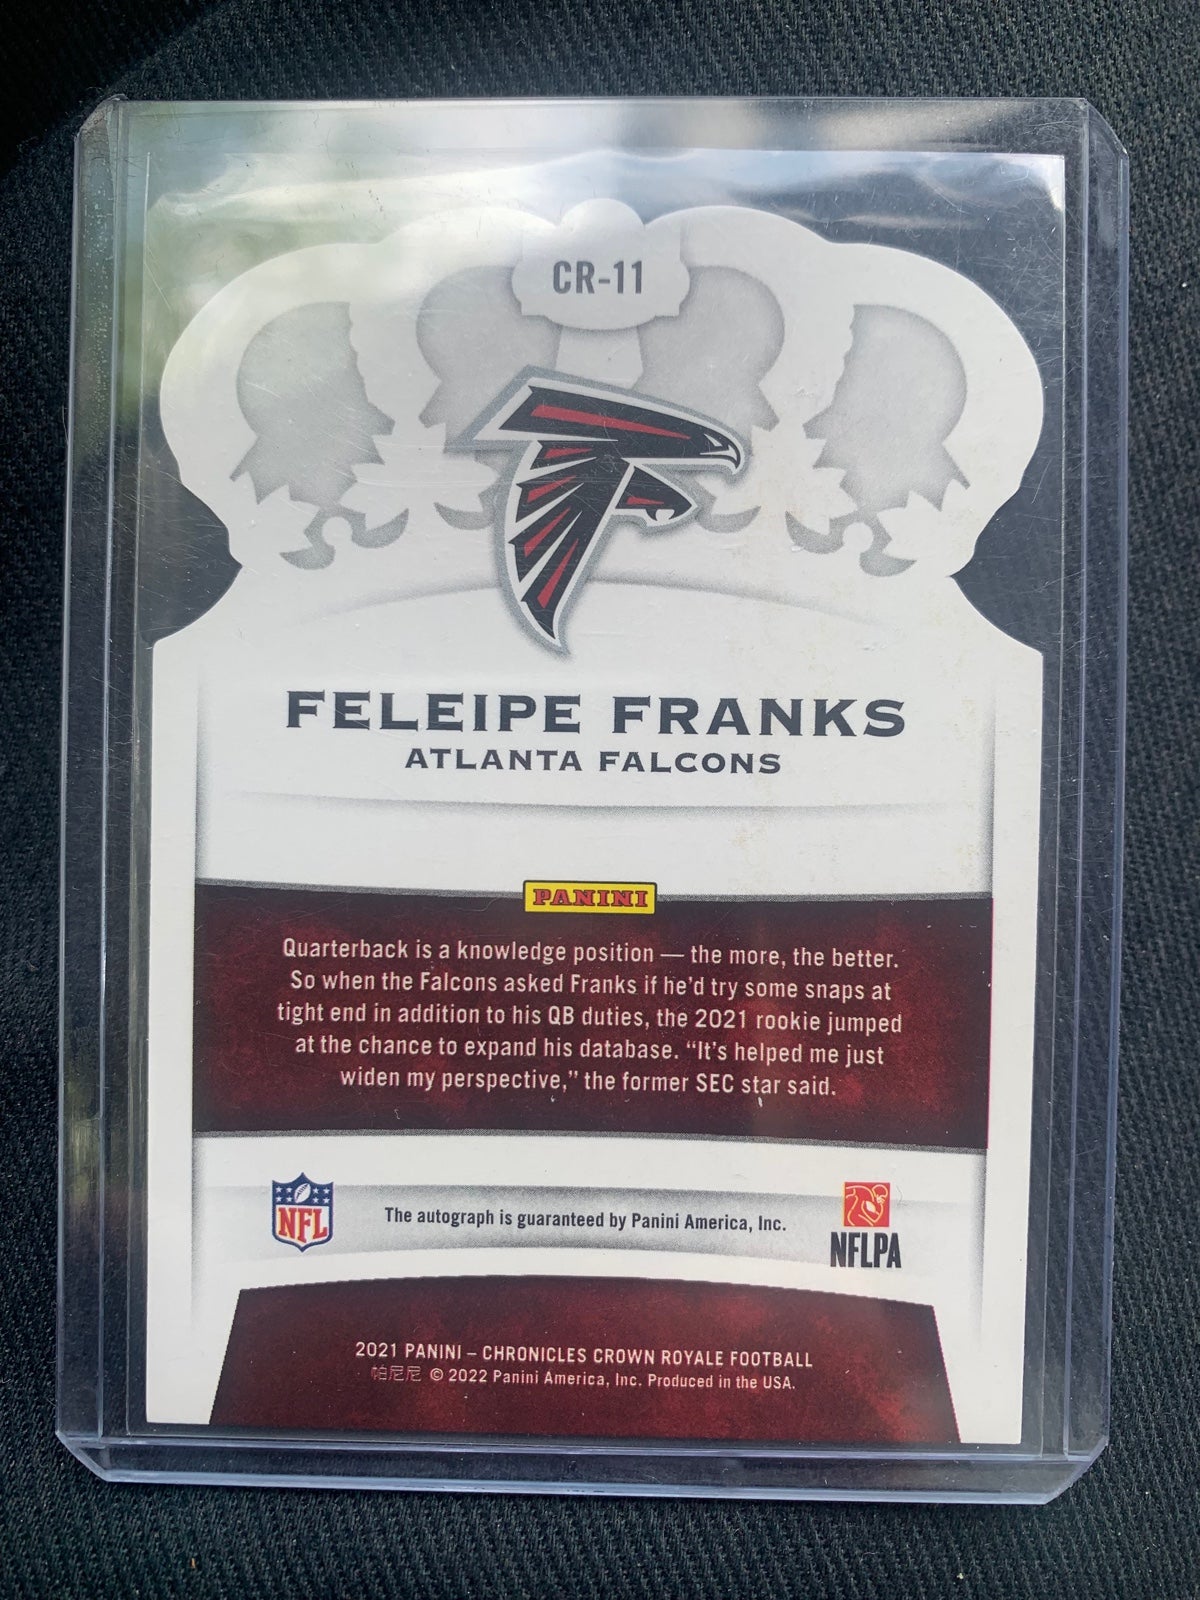 CR-11
FELEIPE FRANKS
ATLANTA FALCONS
PANINI
Quarterback is a knowledge position — the more, the better.
So when the Falcons asked Franks if he'd try some snaps at
tight end in addition to his QB duties, the 2021 rookie jumped
at the chance to expand his database. “It's helped me just
widen my perspective,” the former SEC star said.
NFL
The autograph is guaranteed by Panini America, Inc.
NFLPA
2021 PANINI – CHRONICLES CROWN ROYALE FOOTBALL
帕尼尼 © 2022 Panini America, Inc. Produced in the USA.